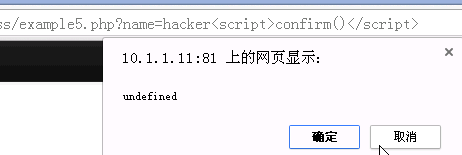 ss/example5.php?name=hacker<script>confirm()</script>
10.1.1.11:81 上的网页显示:
undefined
确定 取消